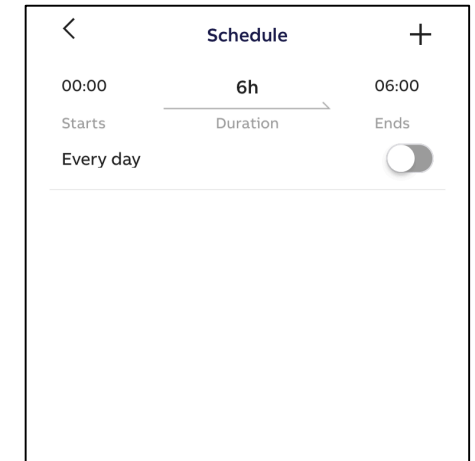 Schedule
00:00 6h 06:00
Starts Duration Ends
Every day